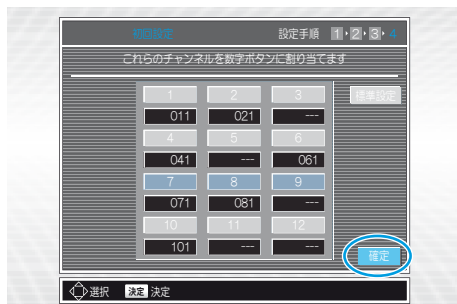 初回設定 設定手順 1・2・3・4
これらのチャンネルを数字ボタンに割り当てます
1 2 3 標準設定
011 021 ---
4 5 6
041 --- 061
7 8 9
071 081 ---
10 11 12
101 --- ---
確定
選択 決定 決定